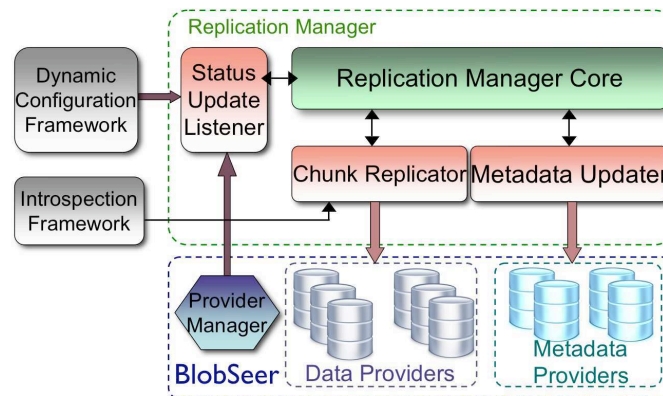 Replication Manager
Dynamic
Configuration
Framework
Status
Update
Listener
Replication Manager Core
Chunk Replicator
Metadata Updater
Introspection
Framework
Provider
Manager
BlobSeer
Data Providers
Metadata
Providers